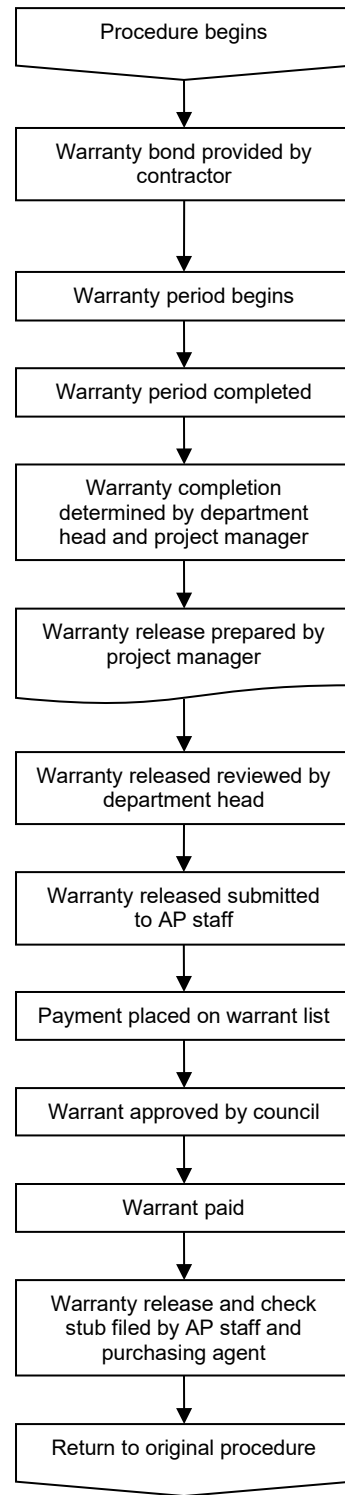 Procedure begins
Warranty bond provided by
contractor
Warranty period begins
Warranty period completed
Warranty completion
determined by department
head and project manager
Warranty release prepared by
project manager
Warranty released reviewed by
department head
Warranty released submitted
to AP staff
Payment placed on warrant list
Warrant approved by council
Warrant paid
Warranty release and check
stub filed by AP staff and
purchasing agent
Return to original procedure